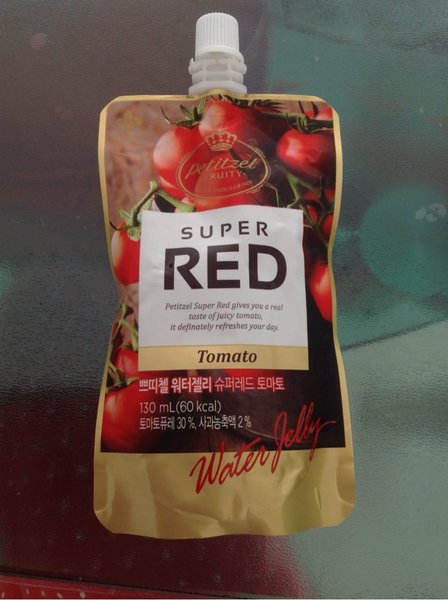 Petitzel
FRUITY
SUPER
RED
Petitzel Super Red gives you a real
taste of juicy tomato,
it definately refreshes your day.
Tomato
쁘띠첼 워터젤리 슈퍼레드 토마토
130 mL(60 kcal)
토마토퓨레 30 %, 사과농축액 2 %
Water Jelly